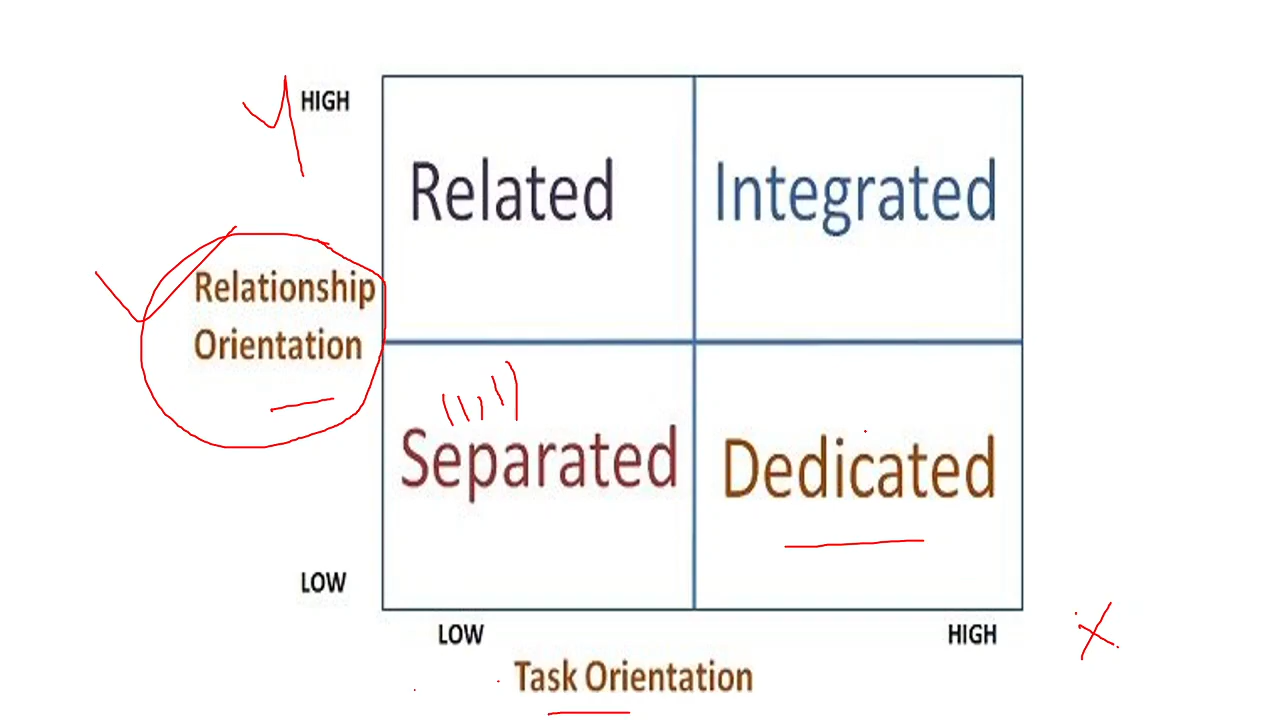 Y
HIGH
Related
Integrated
Relationship
Orientation
Separated
Dedicated
LOW
LOW
HIGH
X
Task Orientation